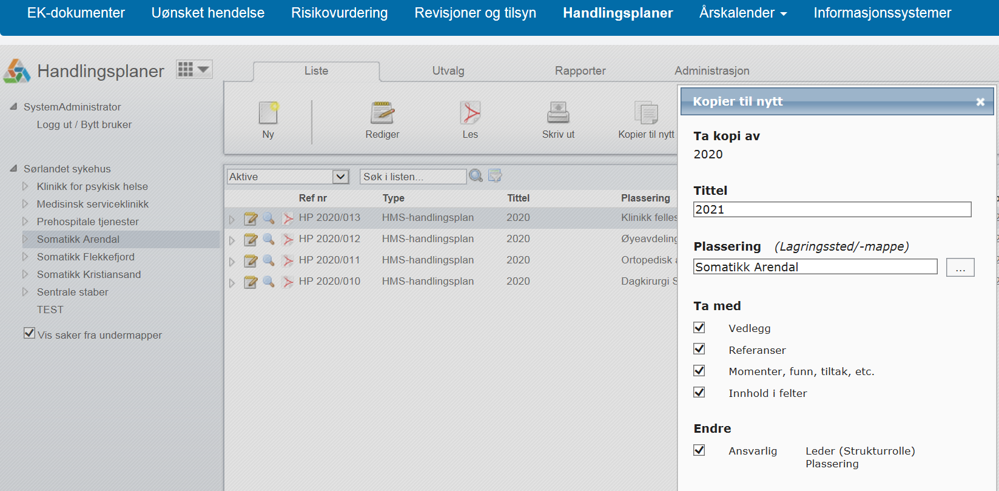 EK-dokumenter Uønsket hendelse Risikovurdering Revisjoner og tilsyn Handlingsplaner Årskalender Informasjonssystemer
Handlingsplaner
Liste Utvalg Rapporter Administrasjon
SystemAdministrator
Logg ut / Bytt bruker
Ny Rediger Les Skriv ut Kopier til nytt
Sørlandet sykehus
Klinikk for psykisk helse
Medisinsk serviceklinikk
Prehospitale tjenester
Somatikk Arendal
Somatikk Flekkefjord
Somatikk Kristiansand
Sentrale staber
TEST
Vis saker fra undermapper
Aktive Søk i listen...
Ref nr Type Tittel Plassering
HP 2020/013 HMS-handlingsplan 2020 Klinikk felles
HP 2020/012 HMS-handlingsplan 2020 Øyeavdeling
HP 2020/011 HMS-handlingsplan 2020 Ortopedisk
HP 2020/010 HMS-handlingsplan 2020 Dagkirurgi
Kopier til nytt
Ta kopi av
2020
Tittel
2021
Plassering (Lagringssted/-mappe)
Somatikk Arendal ...
Ta med
Vedlegg
Referanser
Momenter, funn, tiltak, etc.
Innhold i felter
Endre
Ansvarlig Leder (Strukturrolle)
Plassering